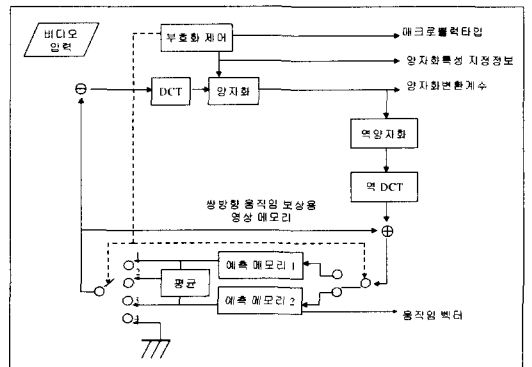 비디오
입력
부호화 제어
매크로블럭타입
양자화특성 지정정보
DCT
양자화
양자화변환계수
역양자화
역 DCT
쌍방향 움직임 보상용
영상 메모리
1
예측 메모리 1
2
평균
3
예측 메모리 2
4
움직임 벡터